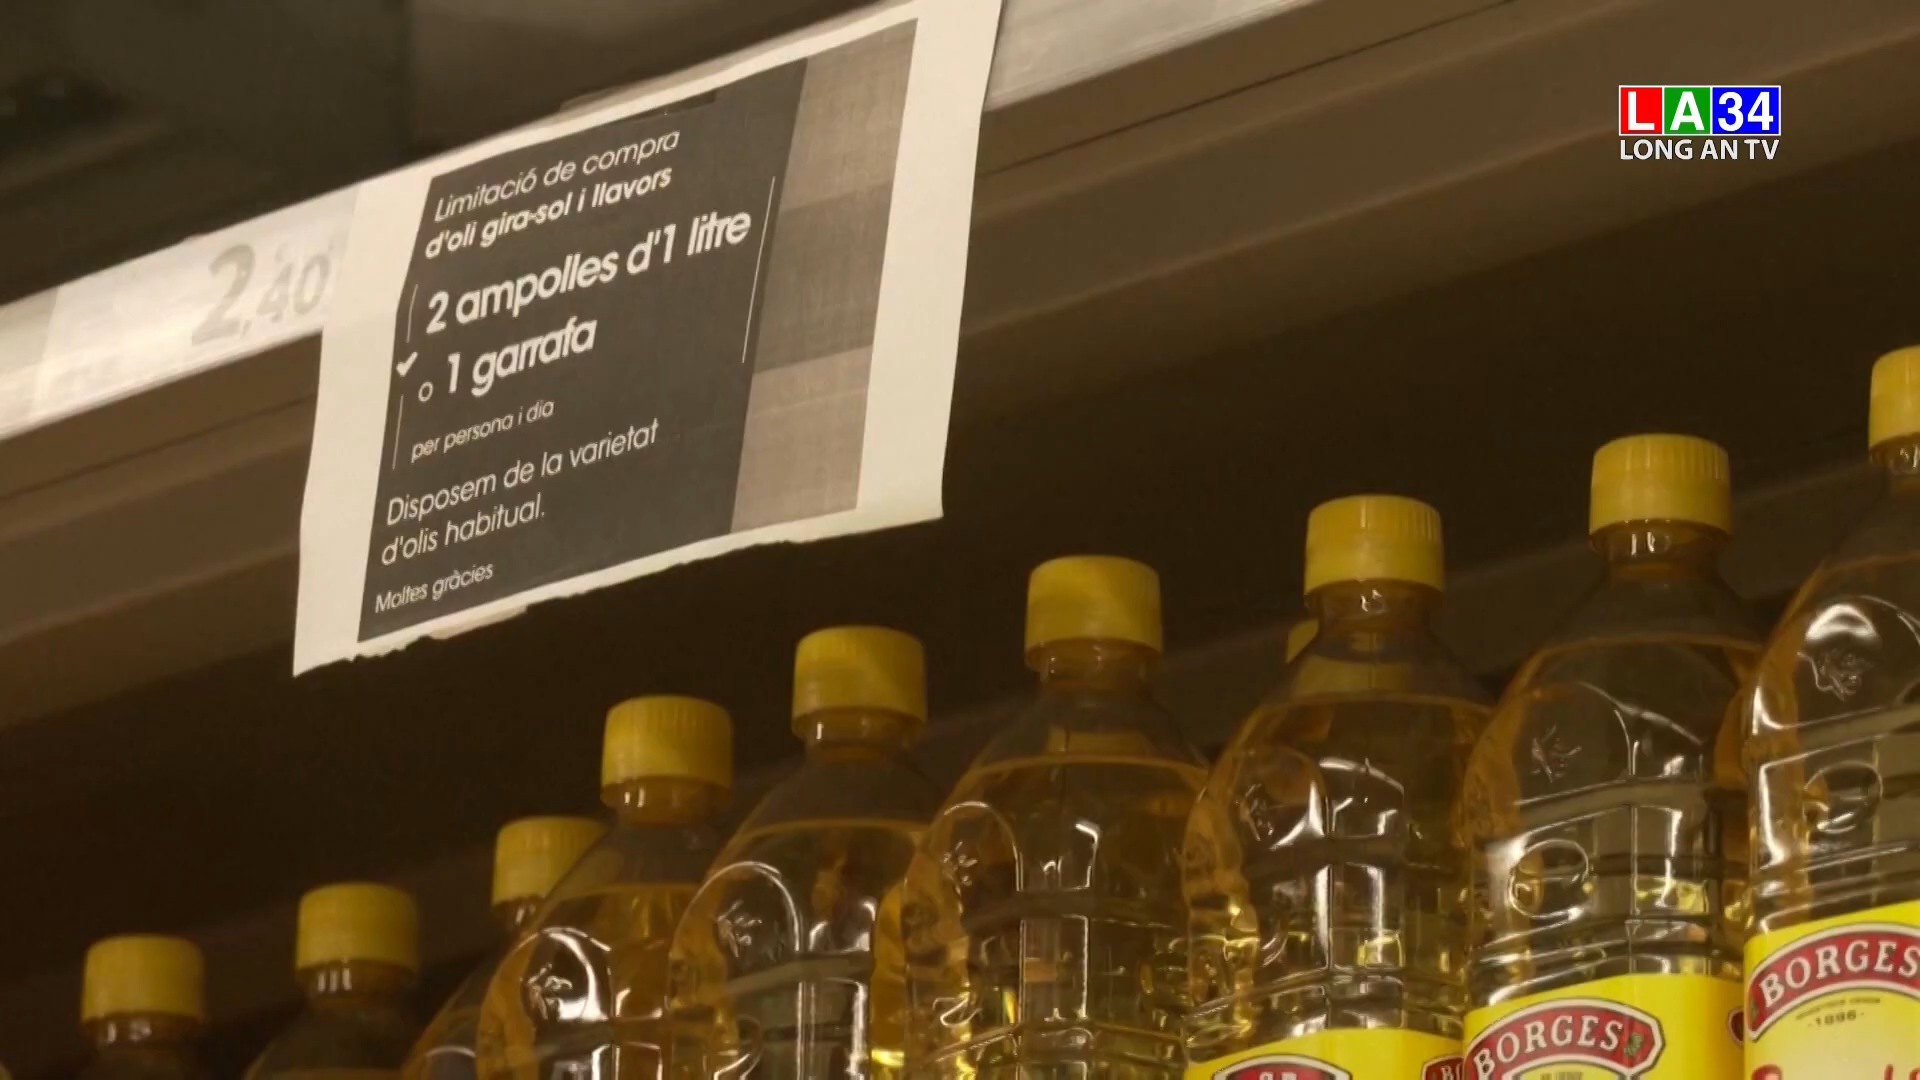 LA34
LONG AN TV
Limitació de compra
d'oli gira-sol i llavors
2 ampolles d'1 litre
o 1 garrafa
per persona i dia
Disposem de la varietat
d'olis habitual.
Moltes gràcies
2,40
BORGES
BORGES
-1896-